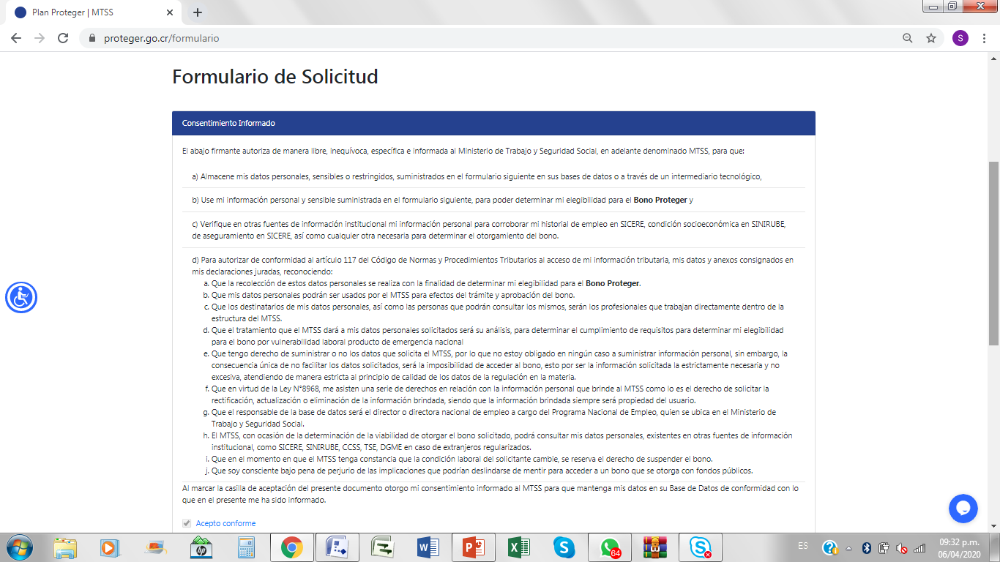 Plan Proteger | MTSS
proteger.go.cr/formulario
S
Formulario de Solicitud
Consentimiento Informado
El abajo firmante autoriza de manera libre, inequívoca, específica e informada al Ministerio de Trabajo y Seguridad Social, en adelante denominado MTSS, para que:
a) Almacene mis datos personales, sensibles o restringidos, suministrados en el formulario siguiente en sus bases de datos o a través de un intermediario tecnológico,
b) Use mi información personal y sensible suministrada en el formulario siguiente, para poder determinar mi elegibilidad para el Bono Proteger y
c) Verifique en otras fuentes de información institucional mi información personal para corroborar mi historial de empleo en SICERE, condición socioeconómica en SINIRUBE,
de aseguramiento en SICERE, así como cualquier otra necesaria para determinar el otorgamiento del bono.
d) Para autorizar de conformidad al artículo 117 del Código de Normas y Procedimientos Tributarios al acceso de mi información tributaria, mis datos y anexos consignados en
mis declaraciones juradas, reconociendo:
a. Que la recolección de estos datos personales se realiza con la finalidad de determinar mi elegibilidad para el Bono Proteger.
b. Que mis datos personales podrán ser usados por el MTSS para efectos del trámite y aprobación del bono.
c. Que los destinatarios de mis datos personales, así como las personas que podrán consultar los mismos, serán los profesionales que trabajan directamente dentro de la
estructura del MTSS.
d. Que el tratamiento que el MTSS dará a mis datos personales solicitados será su análisis, para determinar el cumplimiento de requisitos para determinar mi elegibilidad
para el bono por vulnerabilidad laboral producto de emergencia nacional
e. Que tengo derecho de suministrar o no los datos que solicita el MTSS, por lo que no estoy obligado en ningún caso a suministrar información personal, sin embargo, la
consecuencia única de no facilitar los datos solicitados, será la imposibilidad de acceder al bono, esto por ser la información solicitada la estrictamente necesaria y no
excesiva, atendiendo de manera estricta al principio de calidad de los datos de la regulación en la materia.
f. Que en virtud de la Ley N°8968, me asisten una serie de derechos en relación con la información personal que brinde al MTSS como lo es el derecho de solicitar la
rectificación, actualización o eliminación de la información brindada, siendo que la información brindada siempre será propiedad del usuario.
g. Que el responsable de la base de datos será el director o directora nacional de empleo a cargo del Programa Nacional de Empleo, quien se ubica en el Ministerio de
Trabajo y Seguridad Social.
h. El MTSS, con ocasión de la determinación de la viabilidad de otorgar el bono solicitado, podrá consultar mis datos personales, existentes en otras fuentes de información
institucional, como SICERE, SINIRUBE, CCSS, TSE, DGME en caso de extranjeros regularizados.
i. Que en el momento en que el MTSS tenga constancia que la condición laboral del solicitante cambie, se reserva el derecho de suspender el bono.
j. Que soy consciente bajo pena de perjurio de las implicaciones que podrían deslindarse de mentir para acceder a un bono que se otorga con fondos públicos.
Al marcar la casilla de aceptación del presente documento otorgo mi consentimiento informado al MTSS para que mantenga mis datos en su Base de Datos de conformidad con lo
que en el presente me ha sido informado.
Acepto conforme
64
ES
09:32 p.m.
06/04/2020